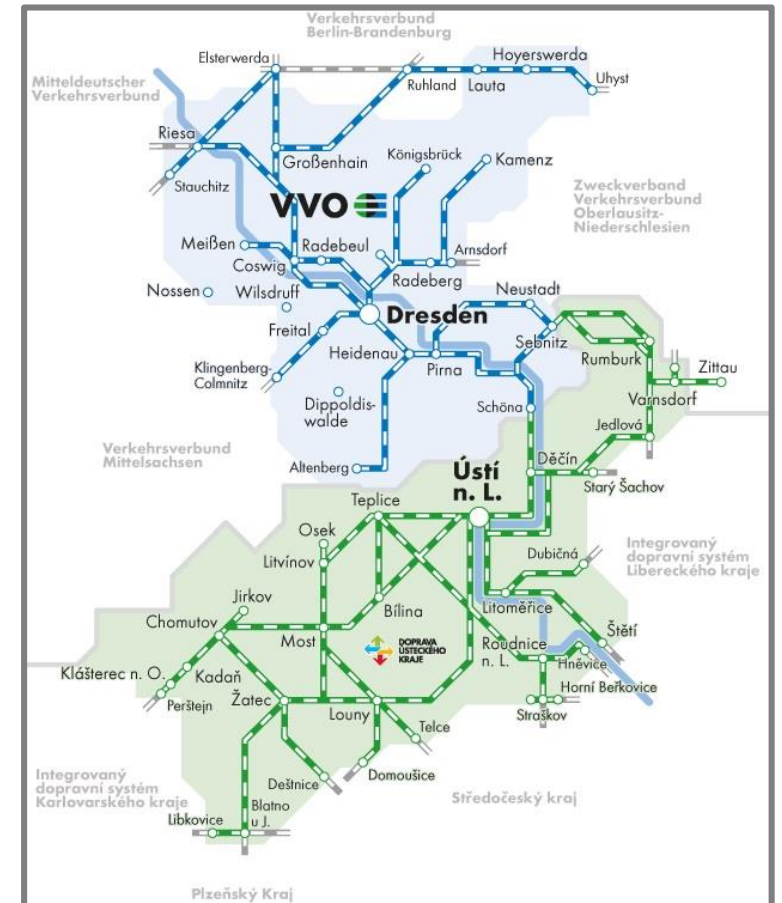 Verkehrsverbund
Berlin-Brandenburg
Elsterwerda
Hoyerswerda
Mitteldeutscher
Verkehrsverbund
Ruhland
Lauta
Uhyst
Riesa
Großenhain
Königsbrück
Kamenz
Stauchitz
VVO
Zweckverband
Verkehrsverbund
Oberlausitz-
Niederschlesien
Meißen
Radebeul
Arnsdorf
Coswig
Radeberg
Nossen
Wilsdruff
Neustadt
Dresden
Freital
Sebnitz
Heidenau
Pirna
Rumburk
Klingenberg-
Colmnitz
Zittau
Dippoldis-
walde
Schöna
Varnsdorf
Jedlová
Verkehrsverbund
Mittelsachsen
Altenberg
Ústí
n. L.
Děčín
Starý Šachov
Teplice
Osek
Litvínov
Dubičná
Integrovaný
dopravní systém
Libereckého kraje
Jirkov
Bílina
Litoměřice
Chomutov
Most
DOPRAVA
ÚSTECKÉHO
KRAJE
Roudnice
n. L.
Štětí
Hněvice
Klášterec n. O.
Kadaň
Perštejn
Žatec
Louny
Horní Beřkovice
Straškov
Telce
Integrovaný
dopravní systém
Karlovarského kraje
Deštnice
Domoušice
Středočeský kraj
Libkovice
Blatno
u J.
Plzeňský Kraj